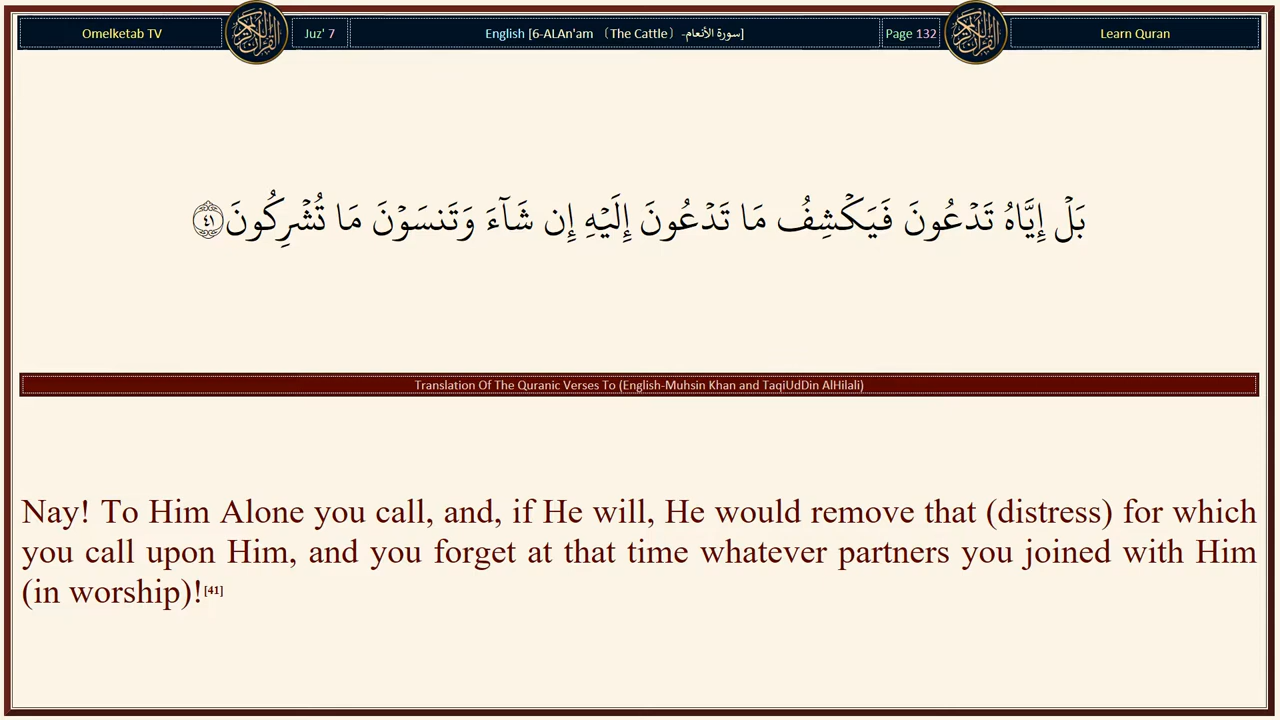 Omelketab TV
Juz' 7
English [6-ALAn'am （The Cattle）-سورة الأنعام]
Page 132
Learn Quran
بَلۡ إِيَّاهُ تَدۡعُونَ فَيَكۡشِفُ مَا تَدۡعُونَ إِلَيۡهِ إِن شَآءَ وَتَنسَوۡنَ مَا تُشۡرِكُونَ ٤١
Translation Of The Quranic Verses To (English-Muhsin Khan and TaqiUdDin AlHilali)
Nay! To Him Alone you call, and, if He will, He would remove that (distress) for which
you call upon Him, and you forget at that time whatever partners you joined with Him
(in worship)![41]